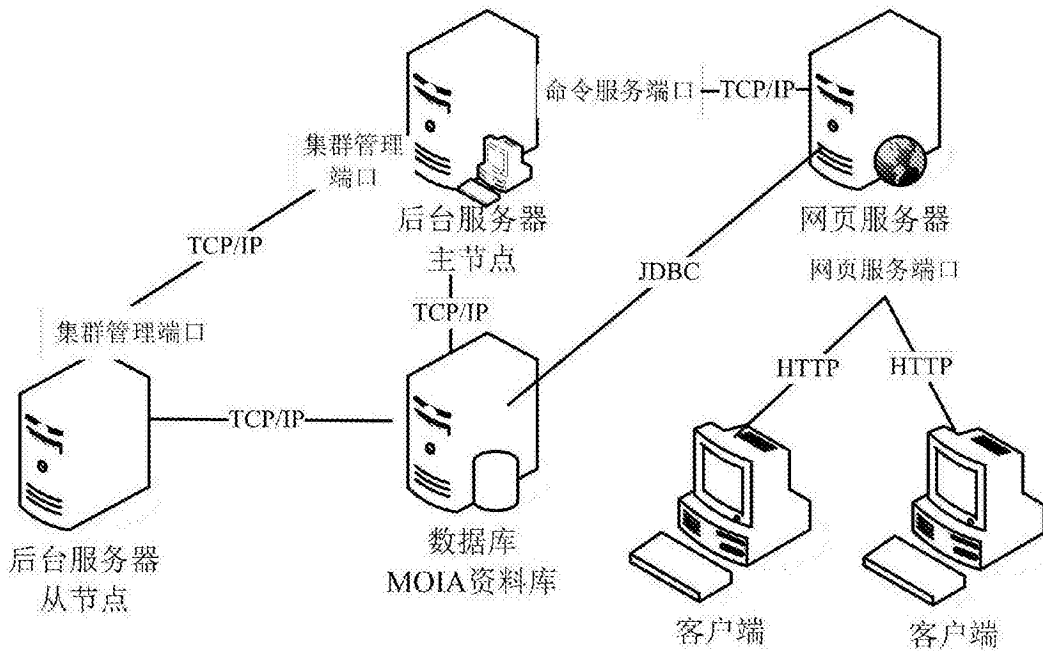 命令服务端口
TCP/IP
集群管理
端口
后台服务器
主节点
网页服务器
网页服务端口
TCP/IP
JDBC
TCP/IP
集群管理端口
HTTP
HTTP
TCP/IP
后台服务器
从节点
数据库
MOIA资料库
客户端
客户端